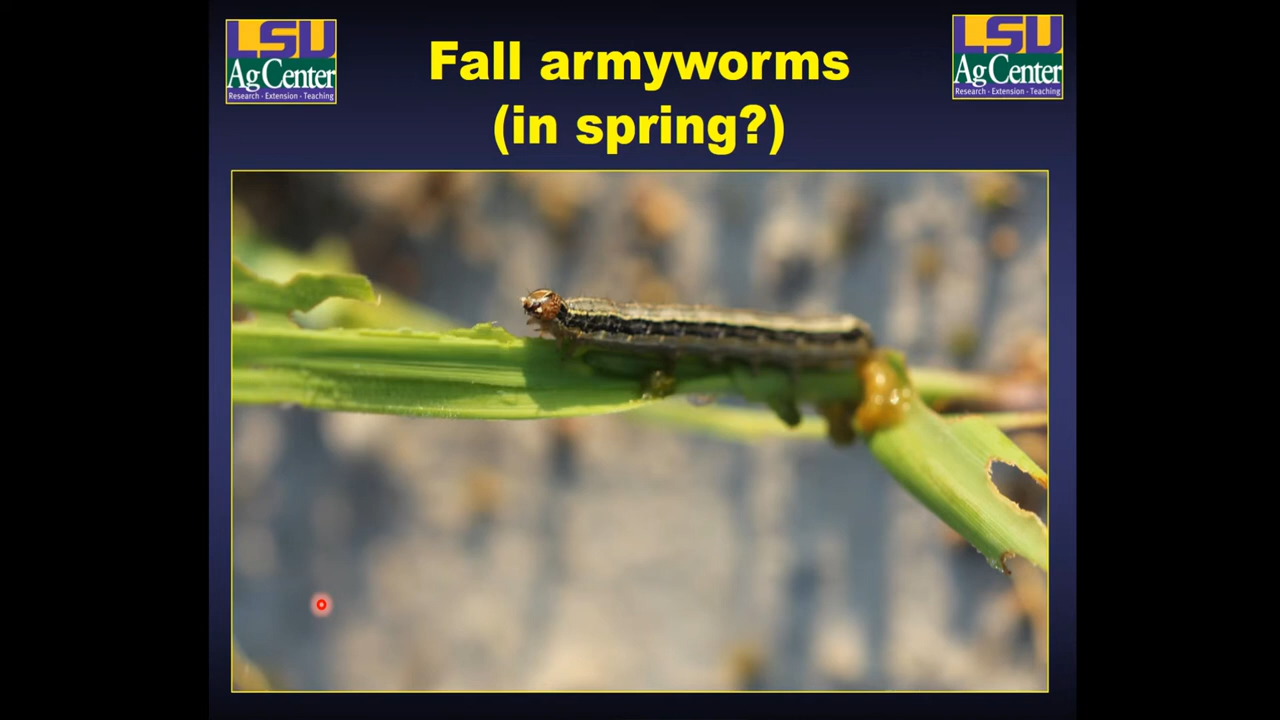 LSU
AgCenter
Research - Extension - Teaching
Fall armyworms
(in spring?)
LSU
AgCenter
Research - Extension - Teaching